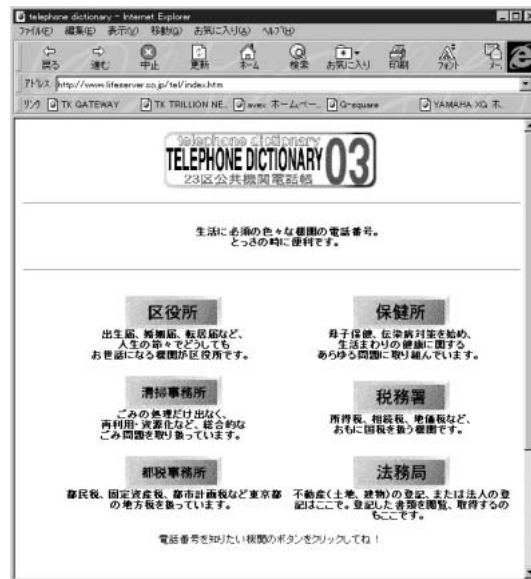 telephone dictionary - Internet Explorer
ファイル(F) 編集(E) 表示(V) 移動(G) お気に入り(A) ヘルプ(H)
戻る 進む 中止 更新 ホーム 検索 お気に入り 印刷 フォント
アドレス http://www.lifeserver.co.jp/tel/index.htm
リンク TK GATEWAY TK TRILLION NE.. avex ホームペー.. G-square YAMAHA XG ホ.
telephone dictionary
TELEPHONE DICTIONARY 03
23区公共機関電話帳
生活に必須の色々な機関の電話番号。
とっさの時に便利です。
区役所 保健所
出生届、婚姻届、転居届など、
人生の節々でどうしても
お世話になる機関が区役所です。
母子保健、伝染病対策を始め、
生活まわりの健康に関する
あらゆる問題に取り組んでいます。
清掃事務所 税務署
ごみの処理だけ出なく、
再利用・資源化など、総合的な
ごみ問題を取り扱っています。
所得税、相続税、地価税など、
おもに国税を扱う機関です。
都税事務所 法務局
都民税、固定資産税、都市計画税など東京都
の地方税を扱っています。
不動産(土地、建物)の登記、または法人の登
記はここで。登記した書類を閲覧、取得するの
もここです。
電話番号を知りたい機関のボタンをクリックしてね！